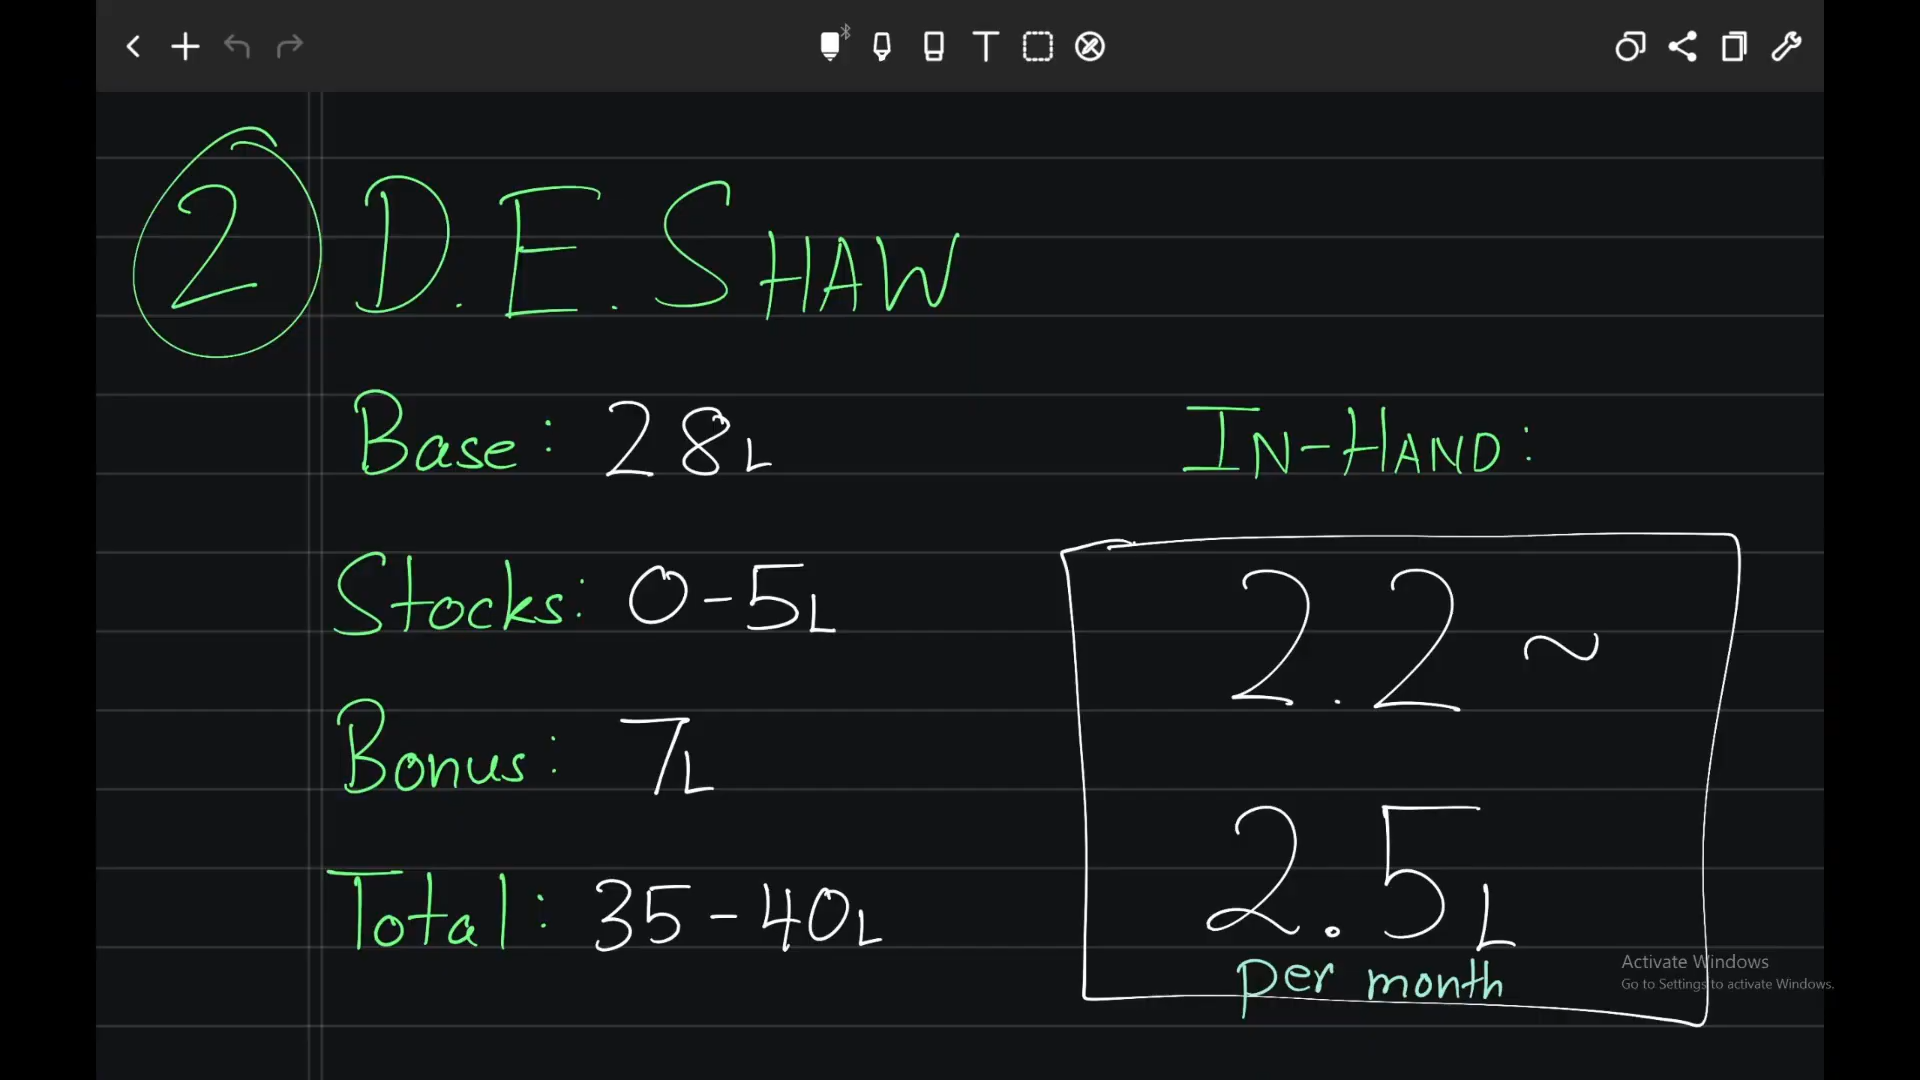 2 D.E. SHAW
Base: 28L
Stocks: 0-5L
Bonus: 7L
Total: 35-40L
IN-HAND:
2.2 ~
2.5L
per month
Activate Windows
Go to Settings to activate Windows.